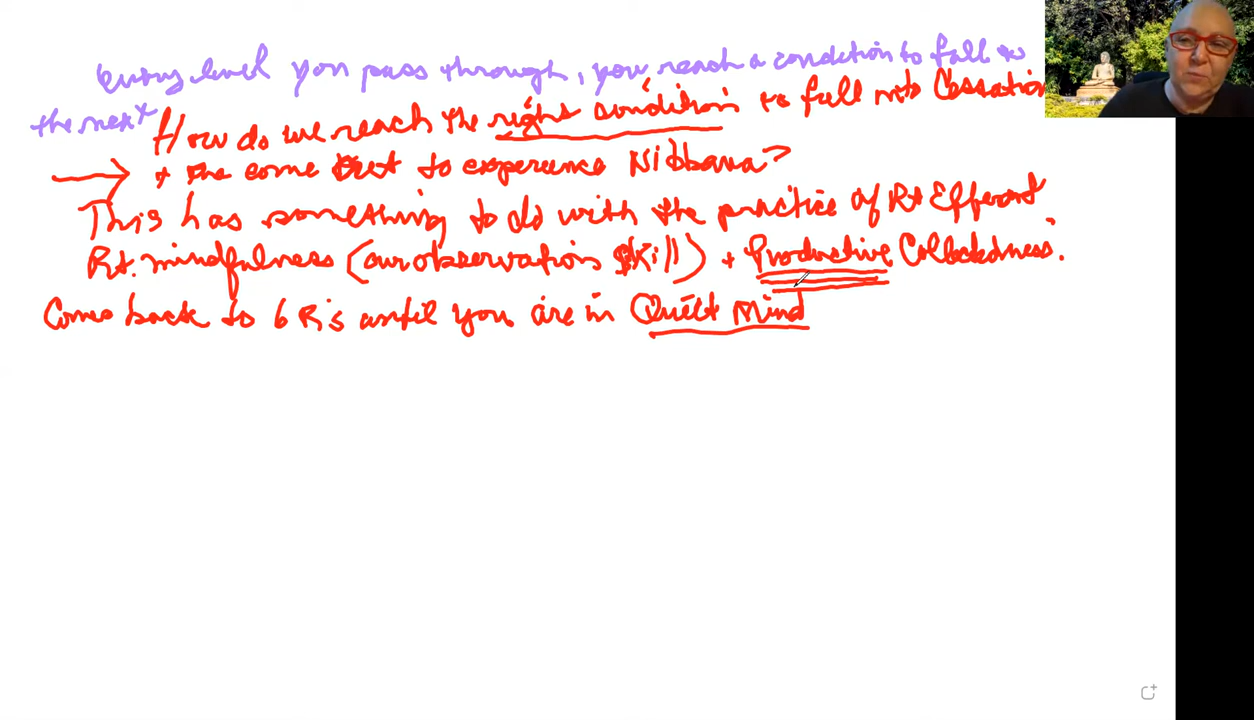 Every level you pass through, you reach a condition to fall to
the next
How do we reach the right condition to fall into Cessation
+ the come out to experience Nibbana?
This has something to do with the practice of Rt Efferant
Rt. mindfulness (our observation skill) + Productive Collectedness.
Come back to 6 R's until you are in Quiet Mind